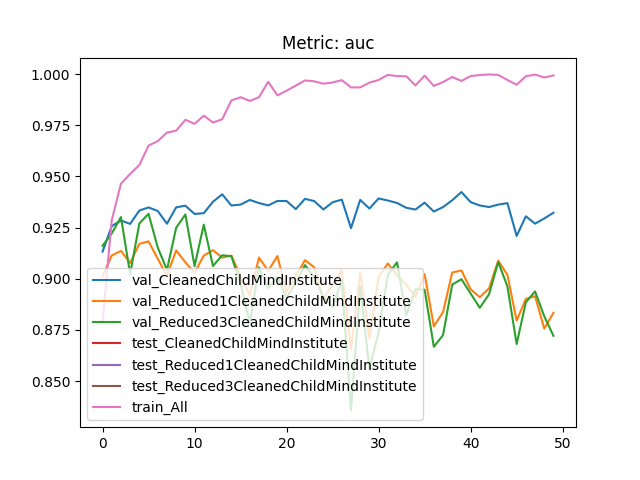 Metric: auc
1.000
0.975
0.950
0.925
0.900
0.875
0.850
val_CleanedChildMindInstitute
val_Reduced1CleanedChildMindInstitute
val_Reduced3CleanedChildMindInstitute
test_CleanedChildMindInstitute
test_Reduced1CleanedChildMindInstitute
test_Reduced3CleanedChildMindInstitute
train_All
0 10 20 30 40 50